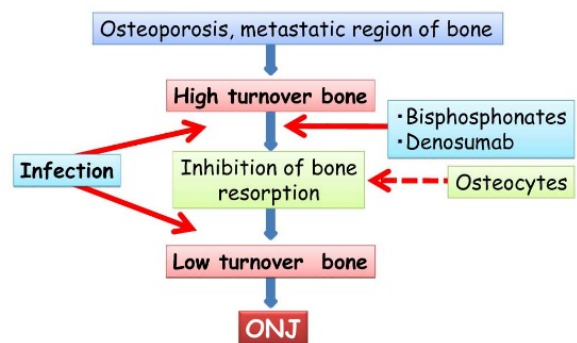 Osteoporosis, metastatic region of bone
High turnover bone
・Bisphosphonates
・Denosumab
Infection
Inhibition of bone
resorption
Osteocytes
Low turnover bone
ONJ